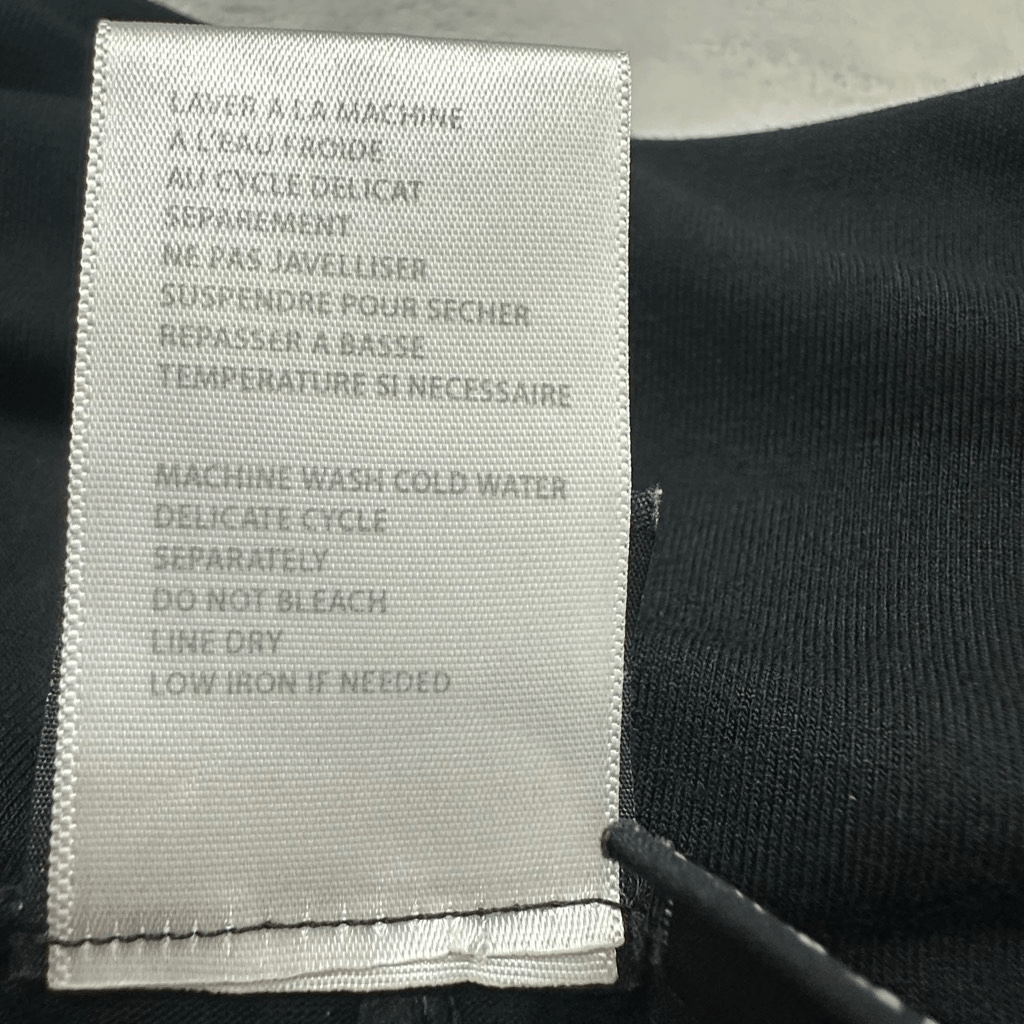 LAVER A LA MACHINE
A L'EAU FROIDE
AU CYCLE DELICAT
SEPAREMENT
NE PAS JAVELLISER
SUSPENDRE POUR SECHER
REPASSER A BASSE
TEMPERATURE SI NECESSAIRE
MACHINE WASH COLD WATER
DELICATE CYCLE
SEPARATELY
DO NOT BLEACH
LINE DRY
LOW IRON IF NEEDED